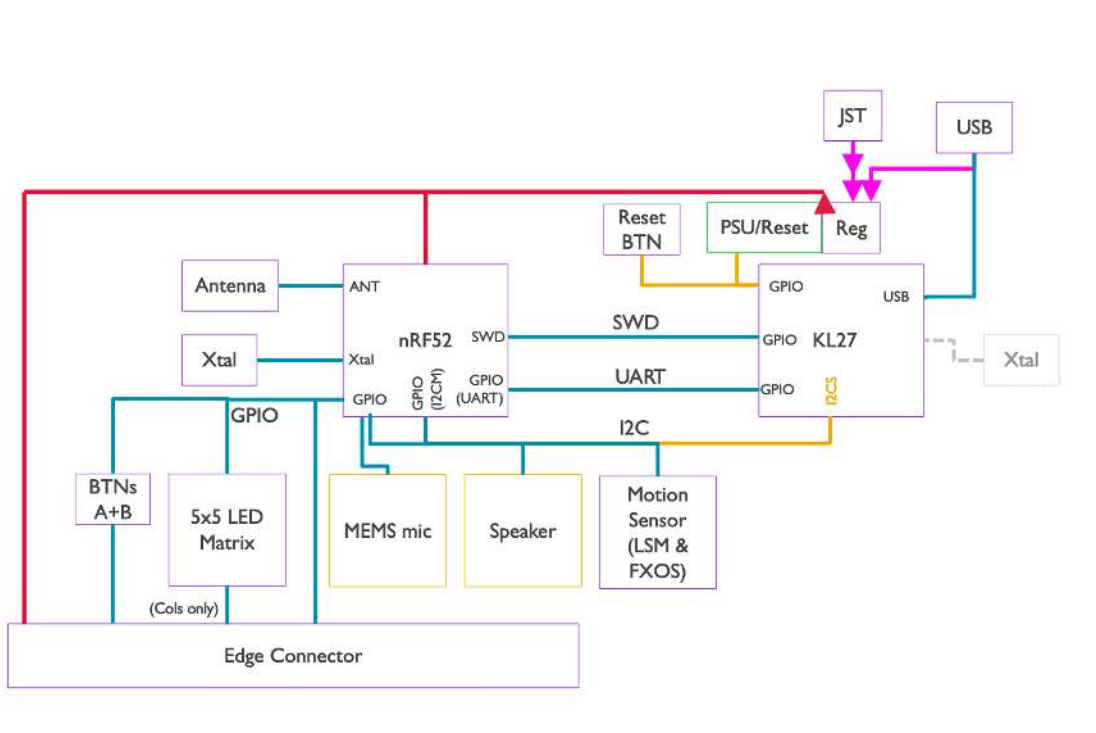 JST
USB
Reset
BTN
PSU/Reset
Reg
Antenna
ANT
GPIO
USB
SWD
nRF52
SWD
GPIO
KL27
Xtal
Xtal
Xtal
GPIO
(I2CM)
GPIO
(UART)
UART
GPIO
I2CS
GPIO
GPIO
I2C
BTNs
A+B
5x5 LED
Matrix
MEMS mic
Speaker
Motion
Sensor
(LSM &
FXOS)
(Cols only)
Edge Connector